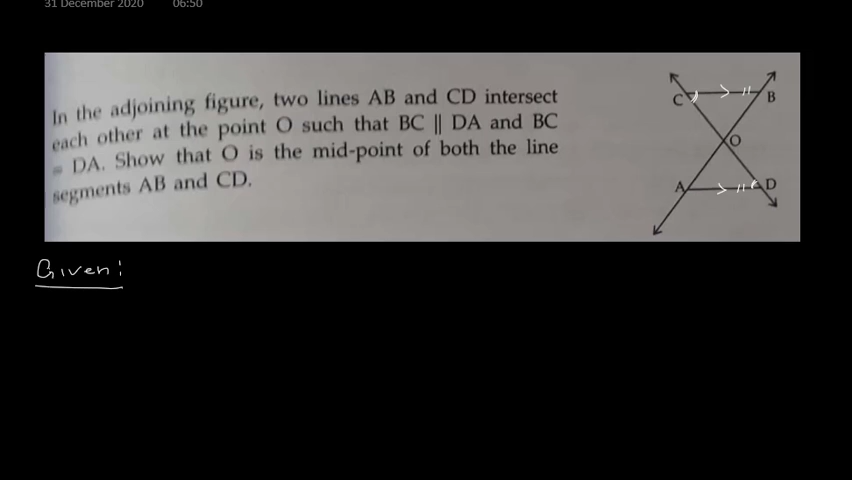 31 December 2020 06:50
In the adjoining figure, two lines AB and CD intersect
each other at the point O such that BC || DA and BC
= DA. Show that O is the mid-point of both the line
segments AB and CD.
C
B
O
A
D
Given: